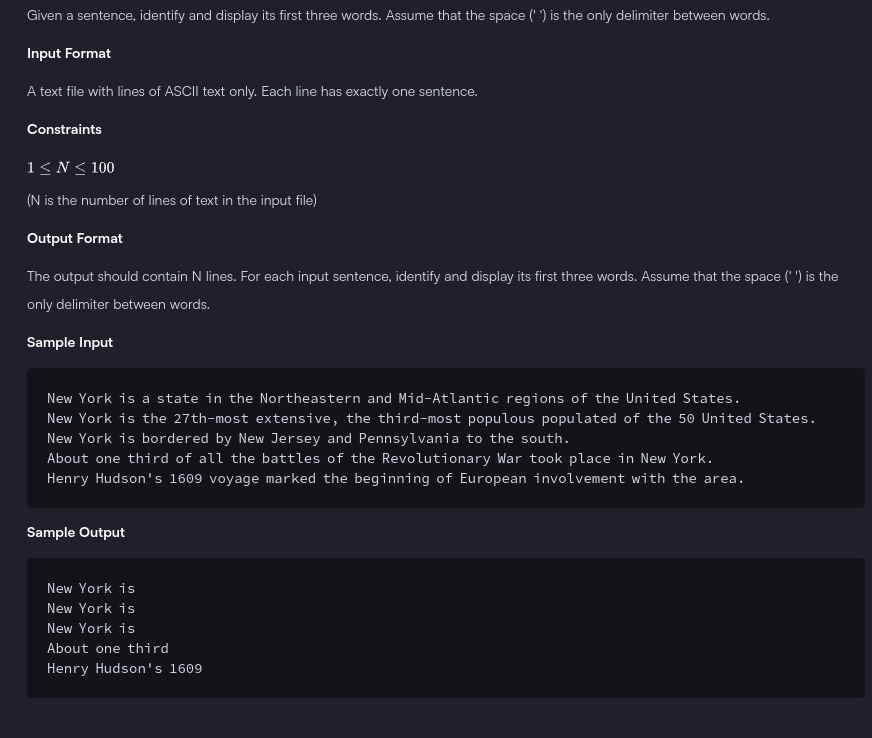 Given a sentence, identify and display its first three words. Assume that the space (' ') is the only delimiter between words.
Input Format
A text file with lines of ASCII text only. Each line has exactly one sentence.
Constraints
1 ≤ N ≤ 100
(N is the number of lines of text in the input file)
Output Format
The output should contain N lines. For each input sentence, identify and display its first three words. Assume that the space (' ') is the
only delimiter between words.
Sample Input
New York is a state in the Northeastern and Mid-Atlantic regions of the United States.
New York is the 27th-most extensive, the third-most populous populated of the 50 United States.
New York is bordered by New Jersey and Pennsylvania to the south.
About one third of all the battles of the Revolutionary War took place in New York.
Henry Hudson's 1609 voyage marked the beginning of European involvement with the area.
Sample Output
New York is
New York is
New York is
About one third
Henry Hudson's 1609